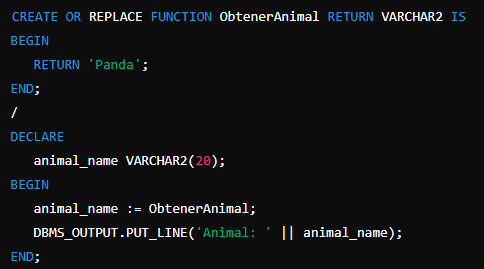 CREATE OR REPLACE FUNCTION ObtenerAnimal RETURN VARCHAR2 IS
BEGIN
   RETURN 'Panda';
END;
/
DECLARE
   animal_name VARCHAR2(20);
BEGIN
   animal_name := ObtenerAnimal;
   DBMS_OUTPUT.PUT_LINE('Animal: ' || animal_name);
END;